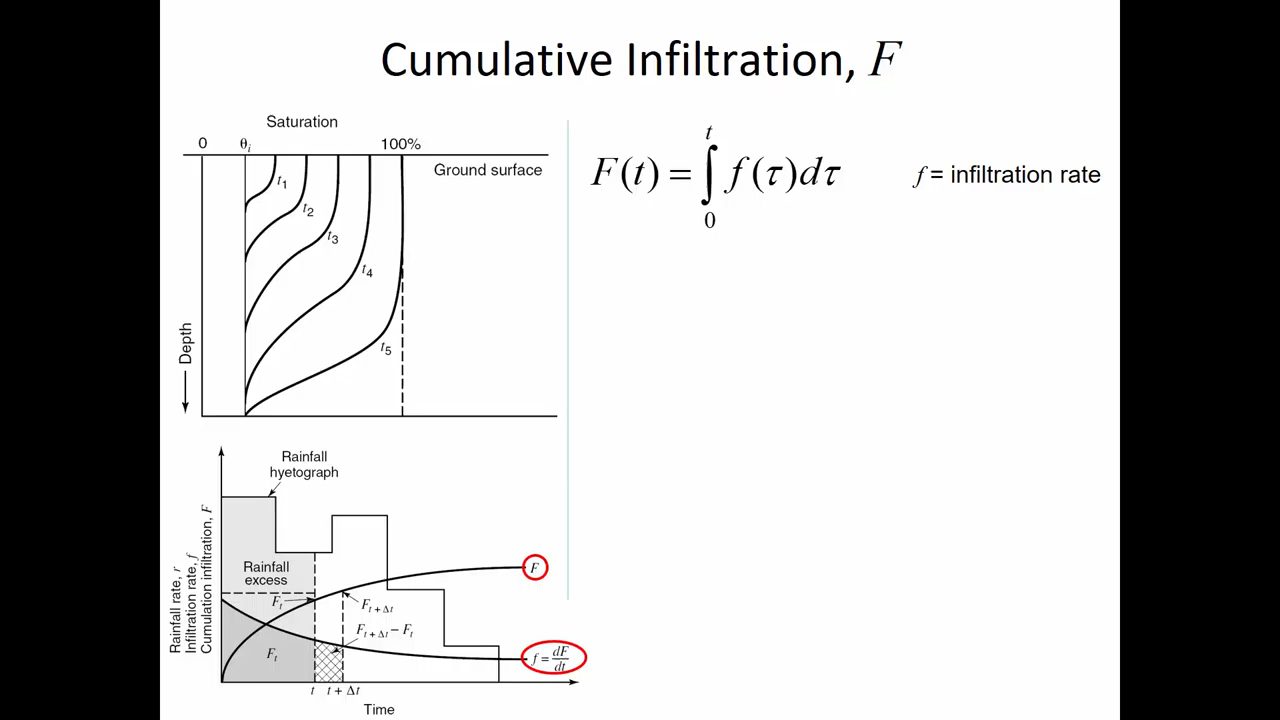 Cumulative Infiltration, F
Saturation
0 θi 100%
Ground surface
t1
t2
t3
t4
t5
Depth
F(t) = ∫0t f(τ)dτ
f = infiltration rate
Rainfall
hyetograph
Rainfall rate, r
Infiltration rate, f
Cumulation infiltration, F
Rainfall
excess
F
Ft
Ft + Δt
Ft + Δt − Ft
Ft
f = dF/dt
t t + Δt
Time